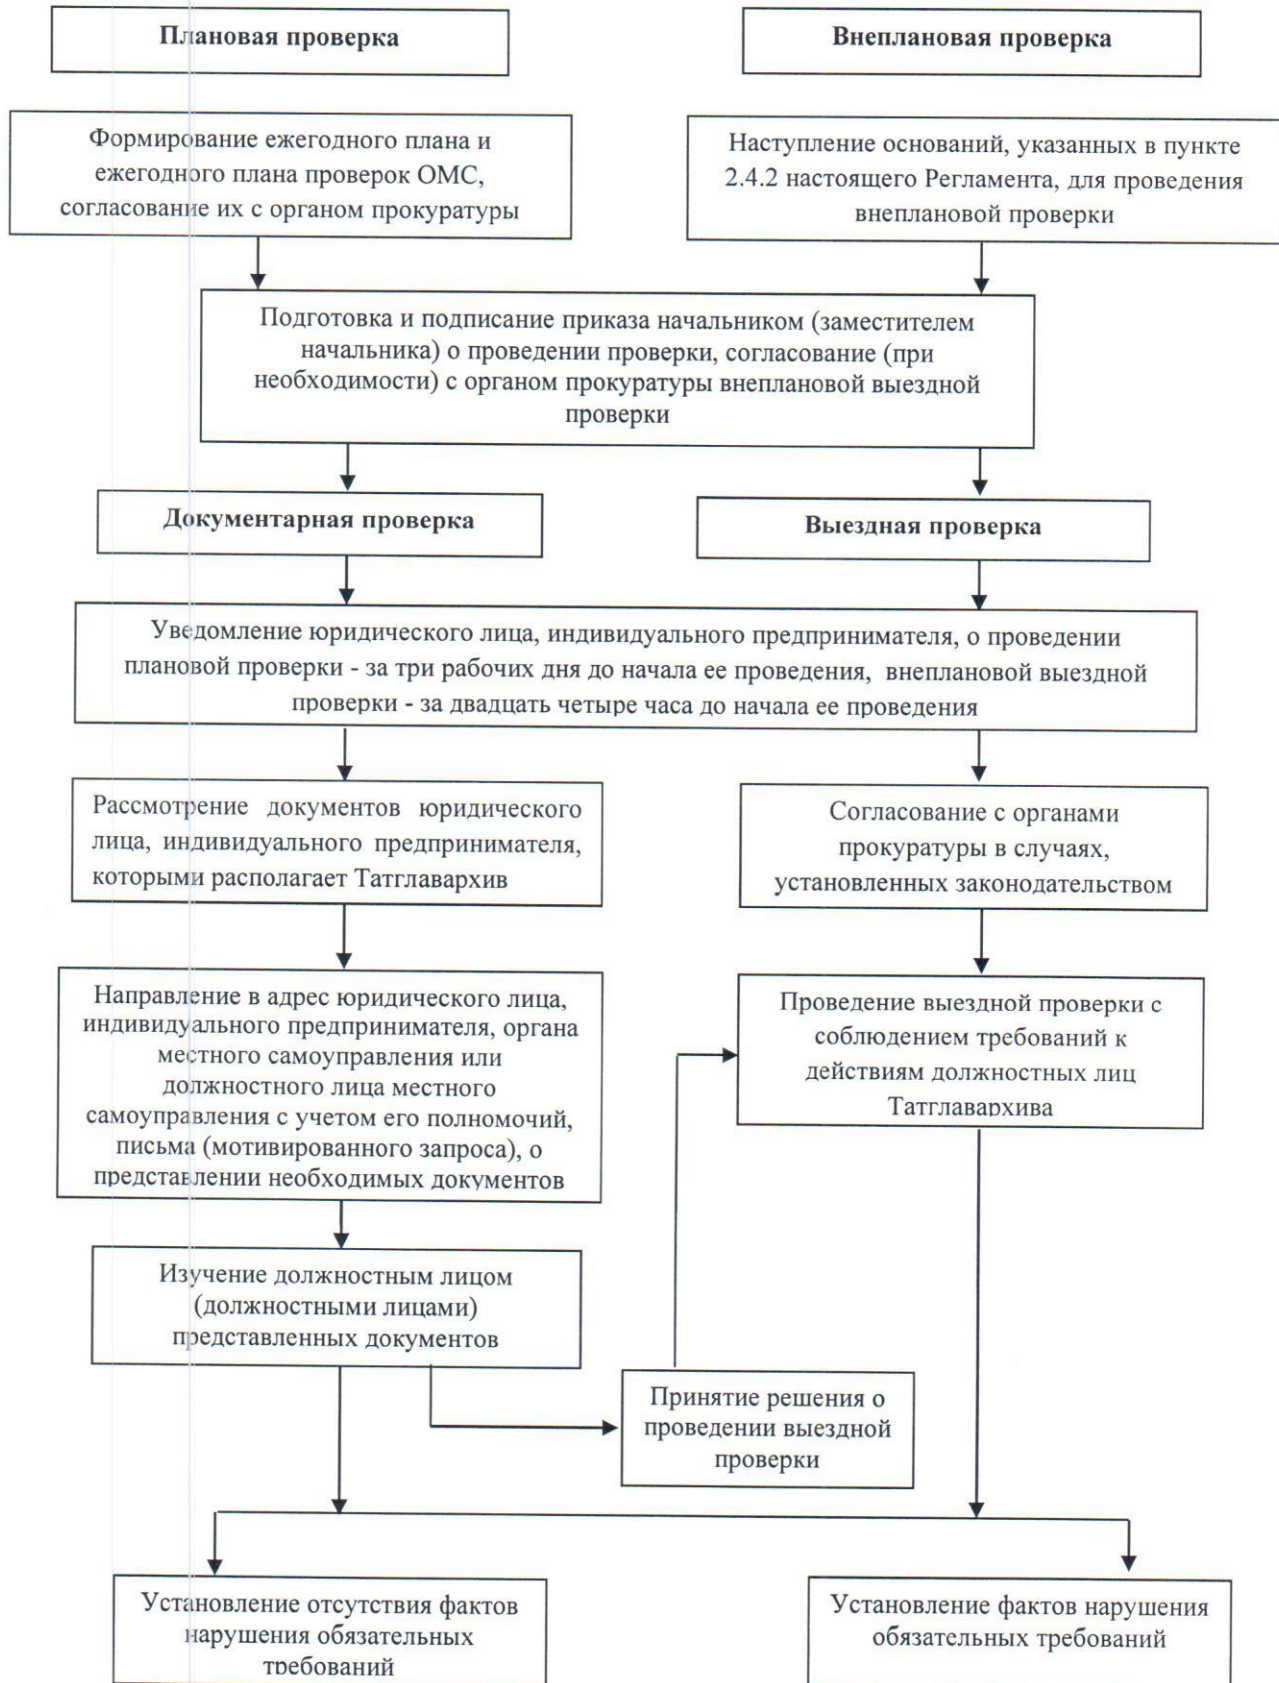 Плановая проверка
Внеплановая проверка
Формирование ежегодного плана и
ежегодного плана проверок ОМС,
согласование их с органом прокуратуры
Наступление оснований, указанных в пункте
2.4.2 настоящего Регламента, для проведения
внеплановой проверки
Подготовка и подписание приказа начальником (заместителем
начальника) о проведении проверки, согласование (при
необходимости) с органом прокуратуры внеплановой выездной
проверки
Документарная проверка
Выездная проверка
Уведомление юридического лица, индивидуального предпринимателя, о проведении
плановой проверки - за три рабочих дня до начала ее проведения, внеплановой выездной
проверки - за двадцать четыре часа до начала ее проведения
Рассмотрение документов юридического
лица, индивидуального предпринимателя,
которыми располагает Татглавархив
Согласование с органами
прокуратуры в случаях,
установленных законодательством
Направление в адрес юридического лица,
индивидуального предпринимателя, органа
местного самоуправления или
должностного лица местного
самоуправления с учетом его полномочий,
письма (мотивированного запроса), о
представлении необходимых документов
Проведение выездной проверки с
соблюдением требований к
действиям должностных лиц
Татглавархива
Изучение должностным лицом
(должностными лицами)
представленных документов
Принятие решения о
проведении выездной
проверки
Установление отсутствия фактов
нарушения обязательных
требований
Установление фактов нарушения
обязательных требований